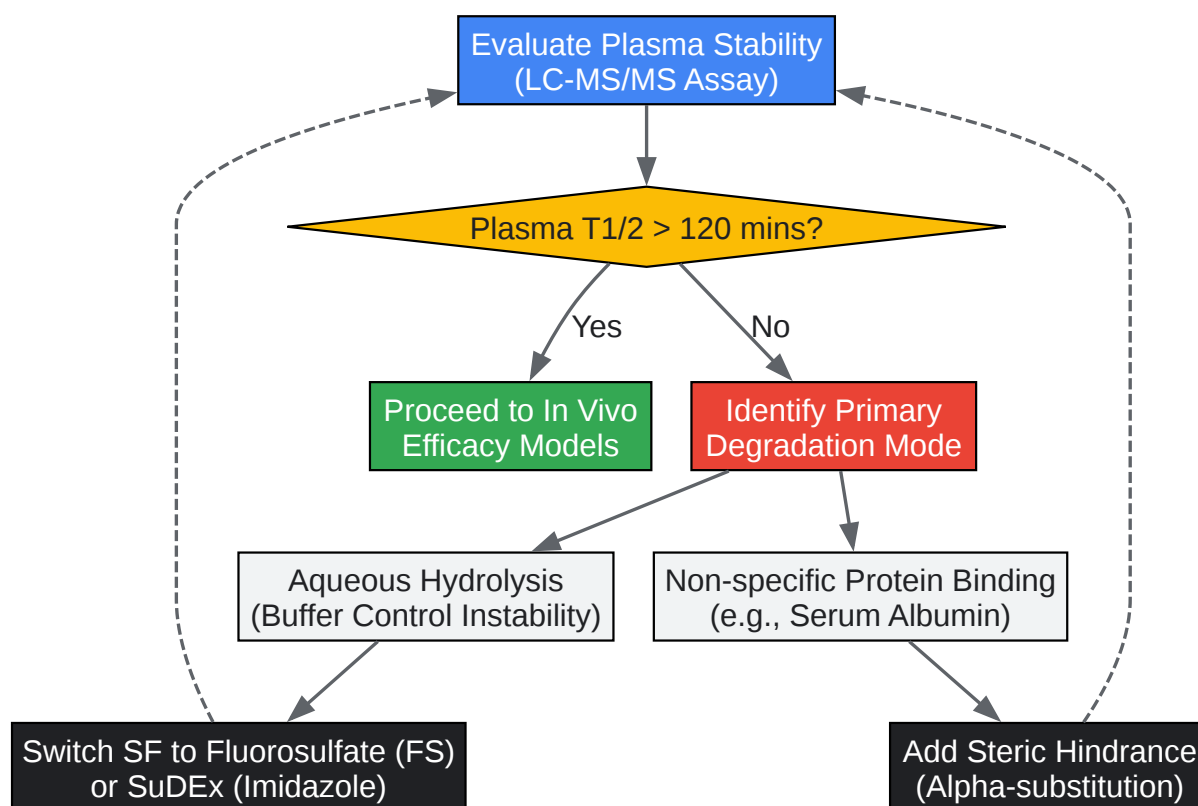 Evaluate Plasma Stability
(LC-MS/MS Assay)
Plasma T1/2 > 120 mins?
Yes
No
Proceed to In Vivo
Efficacy Models
Identify Primary
Degradation Mode
Aqueous Hydrolysis
(Buffer Control Instability)
Non-specific Protein Binding
(e.g., Serum Albumin)
Switch SF to Fluorosulfate (FS)
or SuDEx (Imidazole)
Add Steric Hindrance
(Alpha-substitution)